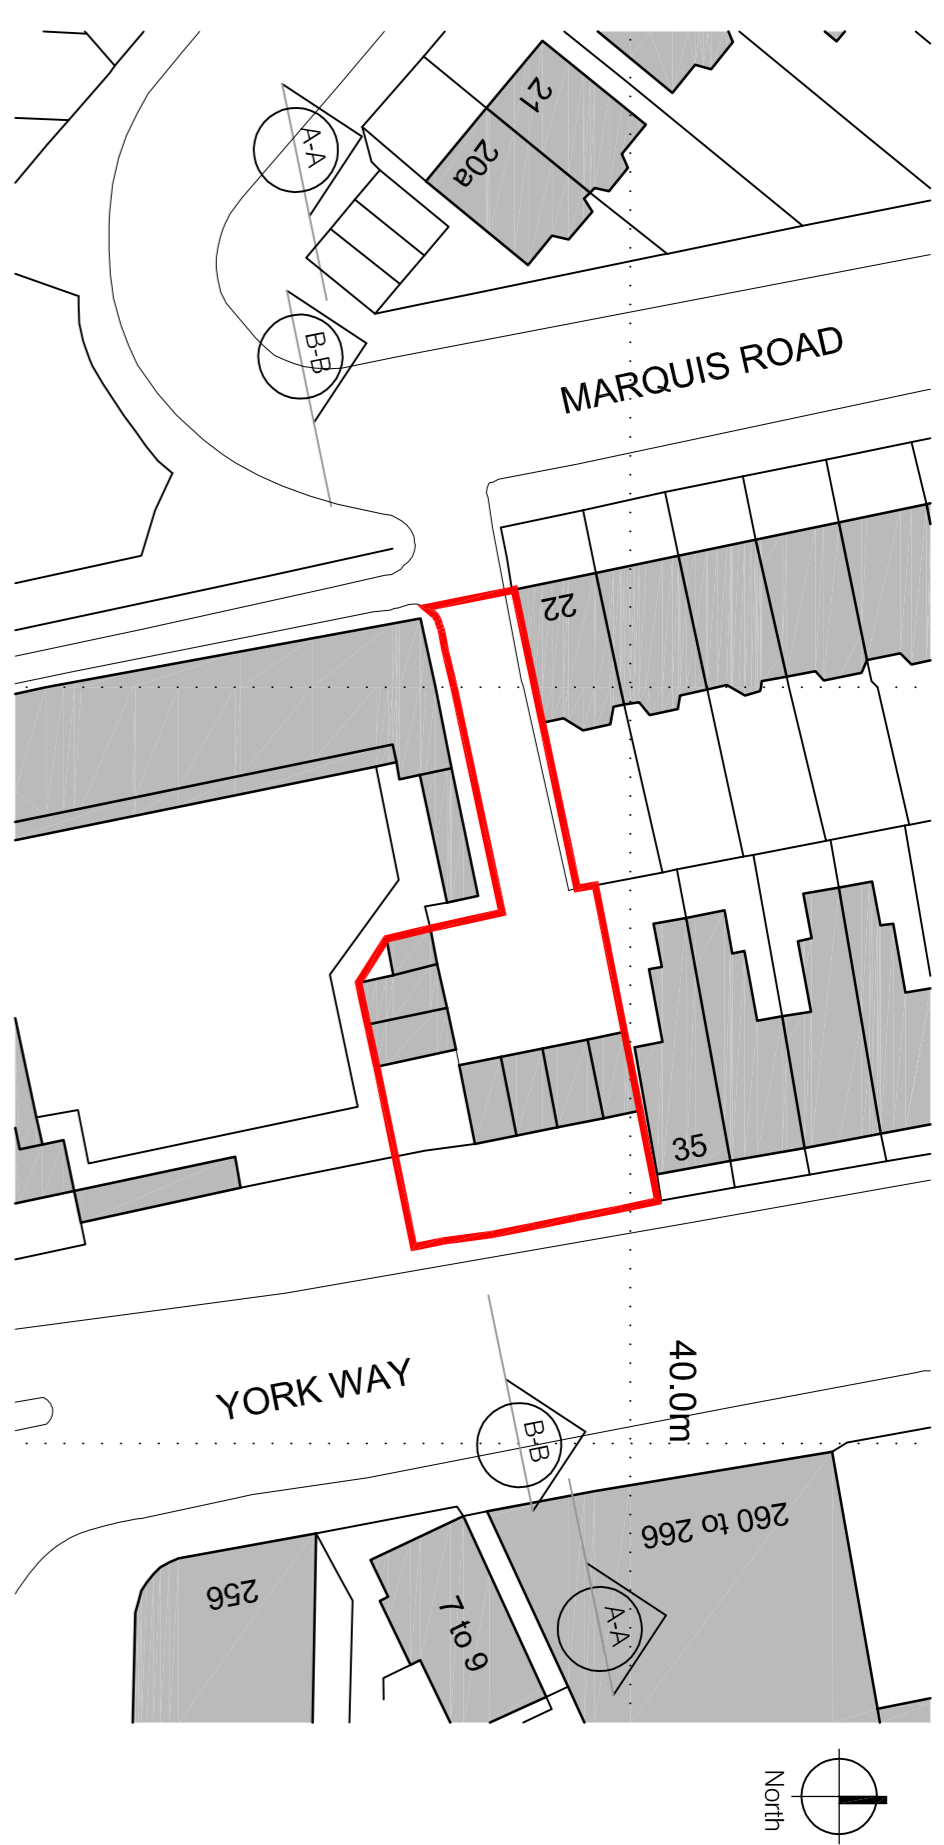 21
20a
A-A
B-B
MARQUIS ROAD
22
35
40.0m
YORK WAY
B-B
260 to 266
256
7 to 9
A-A
North